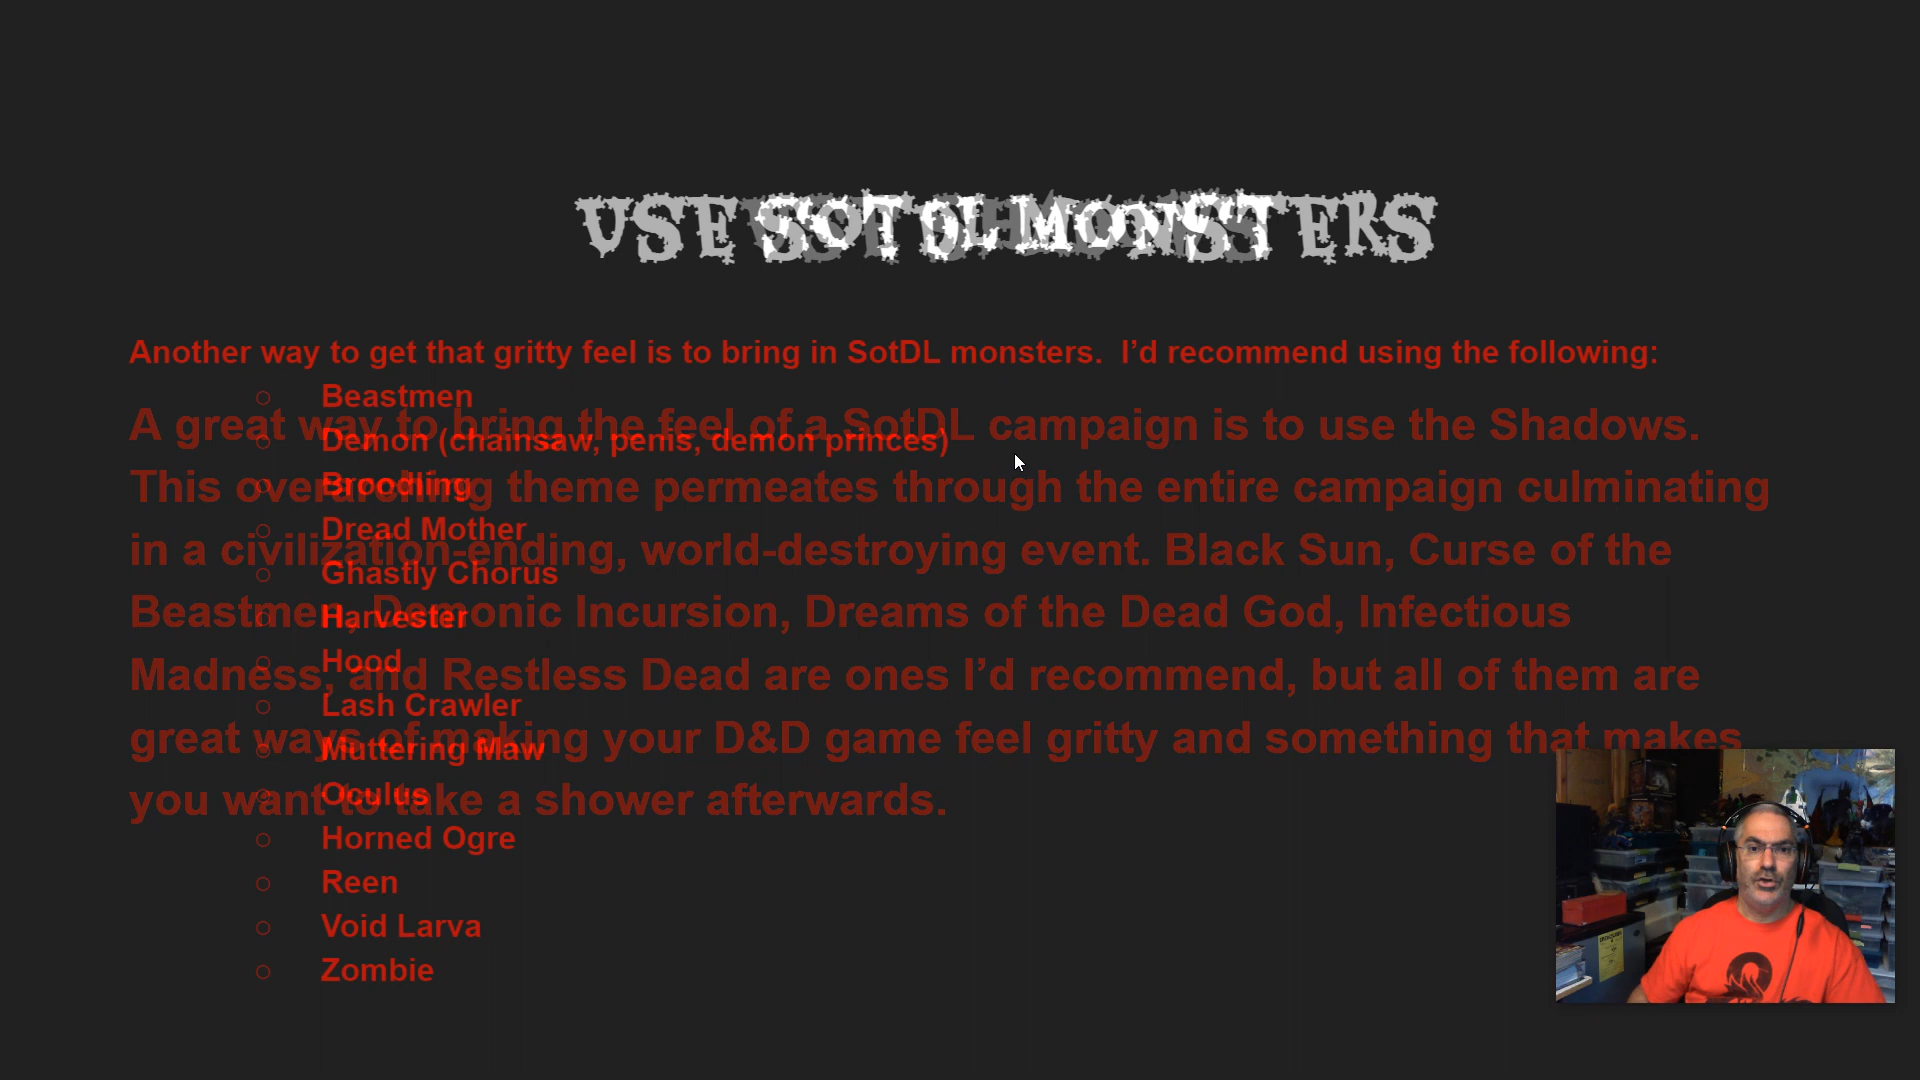 USE SOTDL MONSTERS
Another way to get that gritty feel is to bring in SotDL monsters. I’d recommend using the following:
Beastmen
A great way to bring the feel of a SotDL campaign is to use the Shadows.
Demon (chainsaw, penis, demon princes)
Broodling
This overarching theme permeates through the entire campaign culminating
Dread Mother
in a civilization-ending, world-destroying event. Black Sun, Curse of the
Ghastly Chorus
Beastmen, Demonic Incursion, Dreams of the Dead God, Infectious
Harvester
Hood
Madness, and Restless Dead are ones I’d recommend, but all of them are
Lash Crawler
great ways of making your D&D game feel gritty and something that makes
Muttering Maw
Oculus
you want to take a shower afterwards.
Horned Ogre
Reen
Void Larva
Zombie